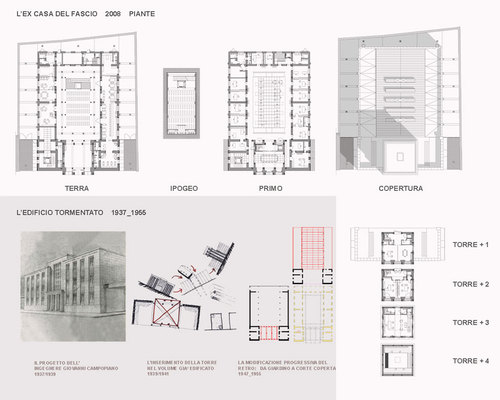 L'EX CASA DEL FASCIO 2008 PIANTE
TERRA
IPOGEO
PRIMO
COPERTURA
L'EDIFICIO TORMENTATO 1937_1955
TORRE + 1
TORRE + 2
TORRE + 3
TORRE + 4
IL PROGETTO DELL'
INGEGNERE GIOVANNI CAMPOPIANO
1937/1939
L'INSERIMENTO DELLA TORRE
NEL VOLUME GIA' EDIFICATO
1939/1941
LA MODIFICAZIONE PROGRESSIVA DEL
RETRO: DA GIARDINO A CORTE COPERTA
1947_1955